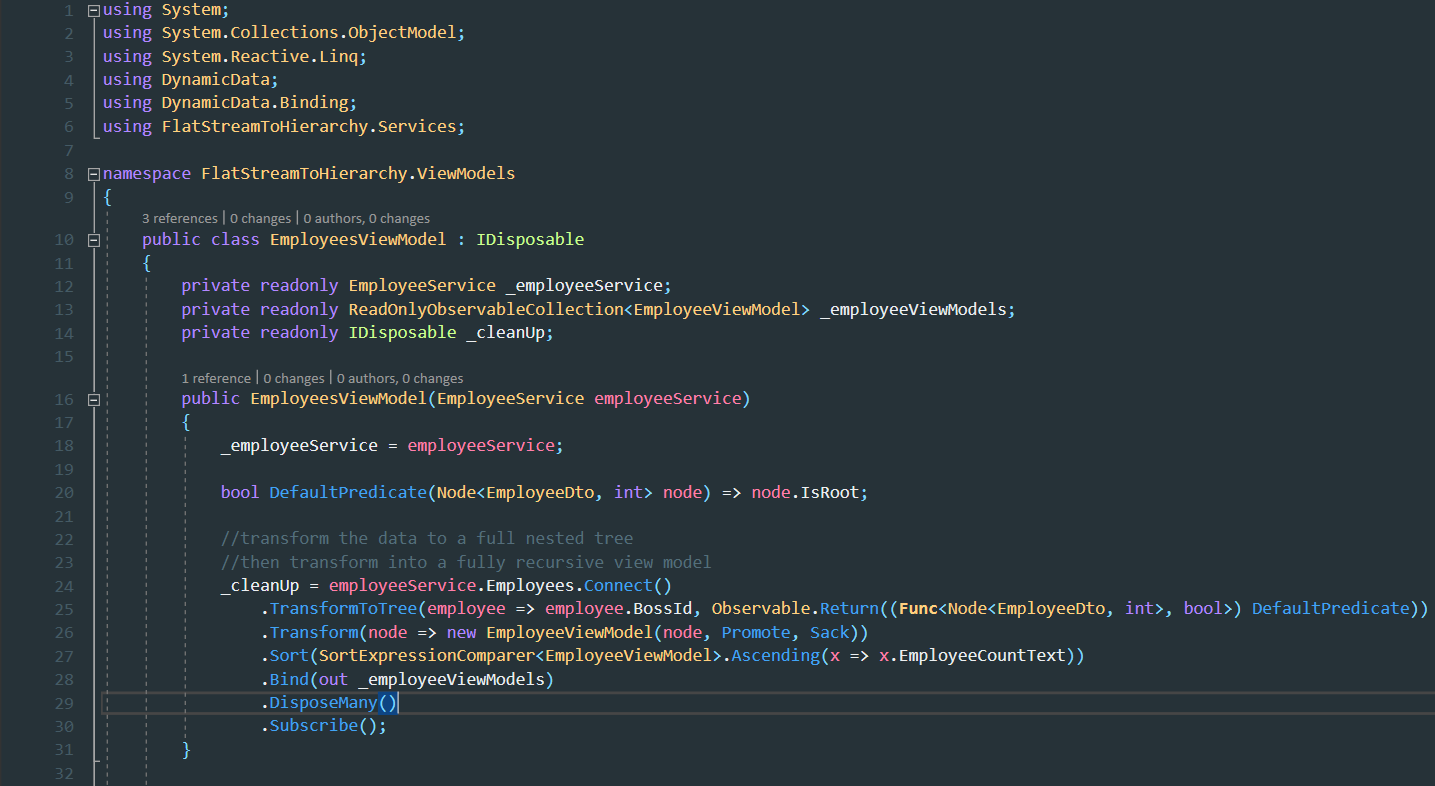 1 using System;
2 using System.Collections.ObjectModel;
3 using System.Reactive.Linq;
4 using DynamicData;
5 using DynamicData.Binding;
6 using FlatStreamToHierarchy.Services;
7
8 namespace FlatStreamToHierarchy.ViewModels
9 {
3 references | 0 changes | 0 authors, 0 changes
10 public class EmployeesViewModel : IDisposable
11 {
12 private readonly EmployeeService _employeeService;
13 private readonly ReadOnlyObservableCollection<EmployeeViewModel> _employeeViewModels;
14 private readonly IDisposable _cleanUp;
15
1 reference | 0 changes | 0 authors, 0 changes
16 public EmployeesViewModel(EmployeeService employeeService)
17 {
18 _employeeService = employeeService;
19
20 bool DefaultPredicate(Node<EmployeeDto, int> node) => node.IsRoot;
21
22 //transform the data to a full nested tree
23 //then transform into a fully recursive view model
24 _cleanUp = employeeService.Employees.Connect()
25 .TransformToTree(employee => employee.BossId, Observable.Return((Func<Node<EmployeeDto, int>, bool>) DefaultPredicate))
26 .Transform(node => new EmployeeViewModel(node, Promote, Sack))
27 .Sort(SortExpressionComparer<EmployeeViewModel>.Ascending(x => x.EmployeeCountText))
28 .Bind(out _employeeViewModels)
29 .DisposeMany()
30 .Subscribe();
31 }
32